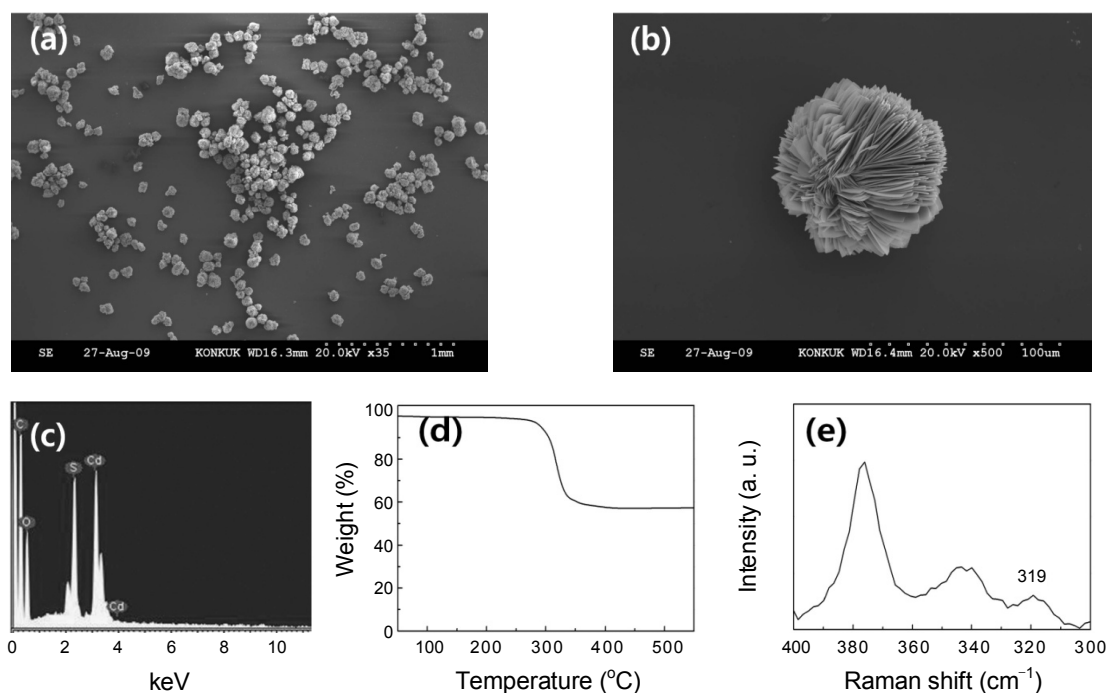 (a)
SE 27-Aug-09 KONKUK WD16.3mm 20.0kV x35 1mm
(b)
SE 27-Aug-09 KONKUK WD16.4mm 20.0kV x500 100um
(c)
C
O
S
Cd
Cd
0 2 4 6 8 10
keV
(d)
100
80
60
40
20
0
100 200 300 400 500
Weight (%)
Temperature (°C)
(e)
319
400 380 360 340 320 300
Intensity (a. u.)
Raman shift (cm⁻¹)